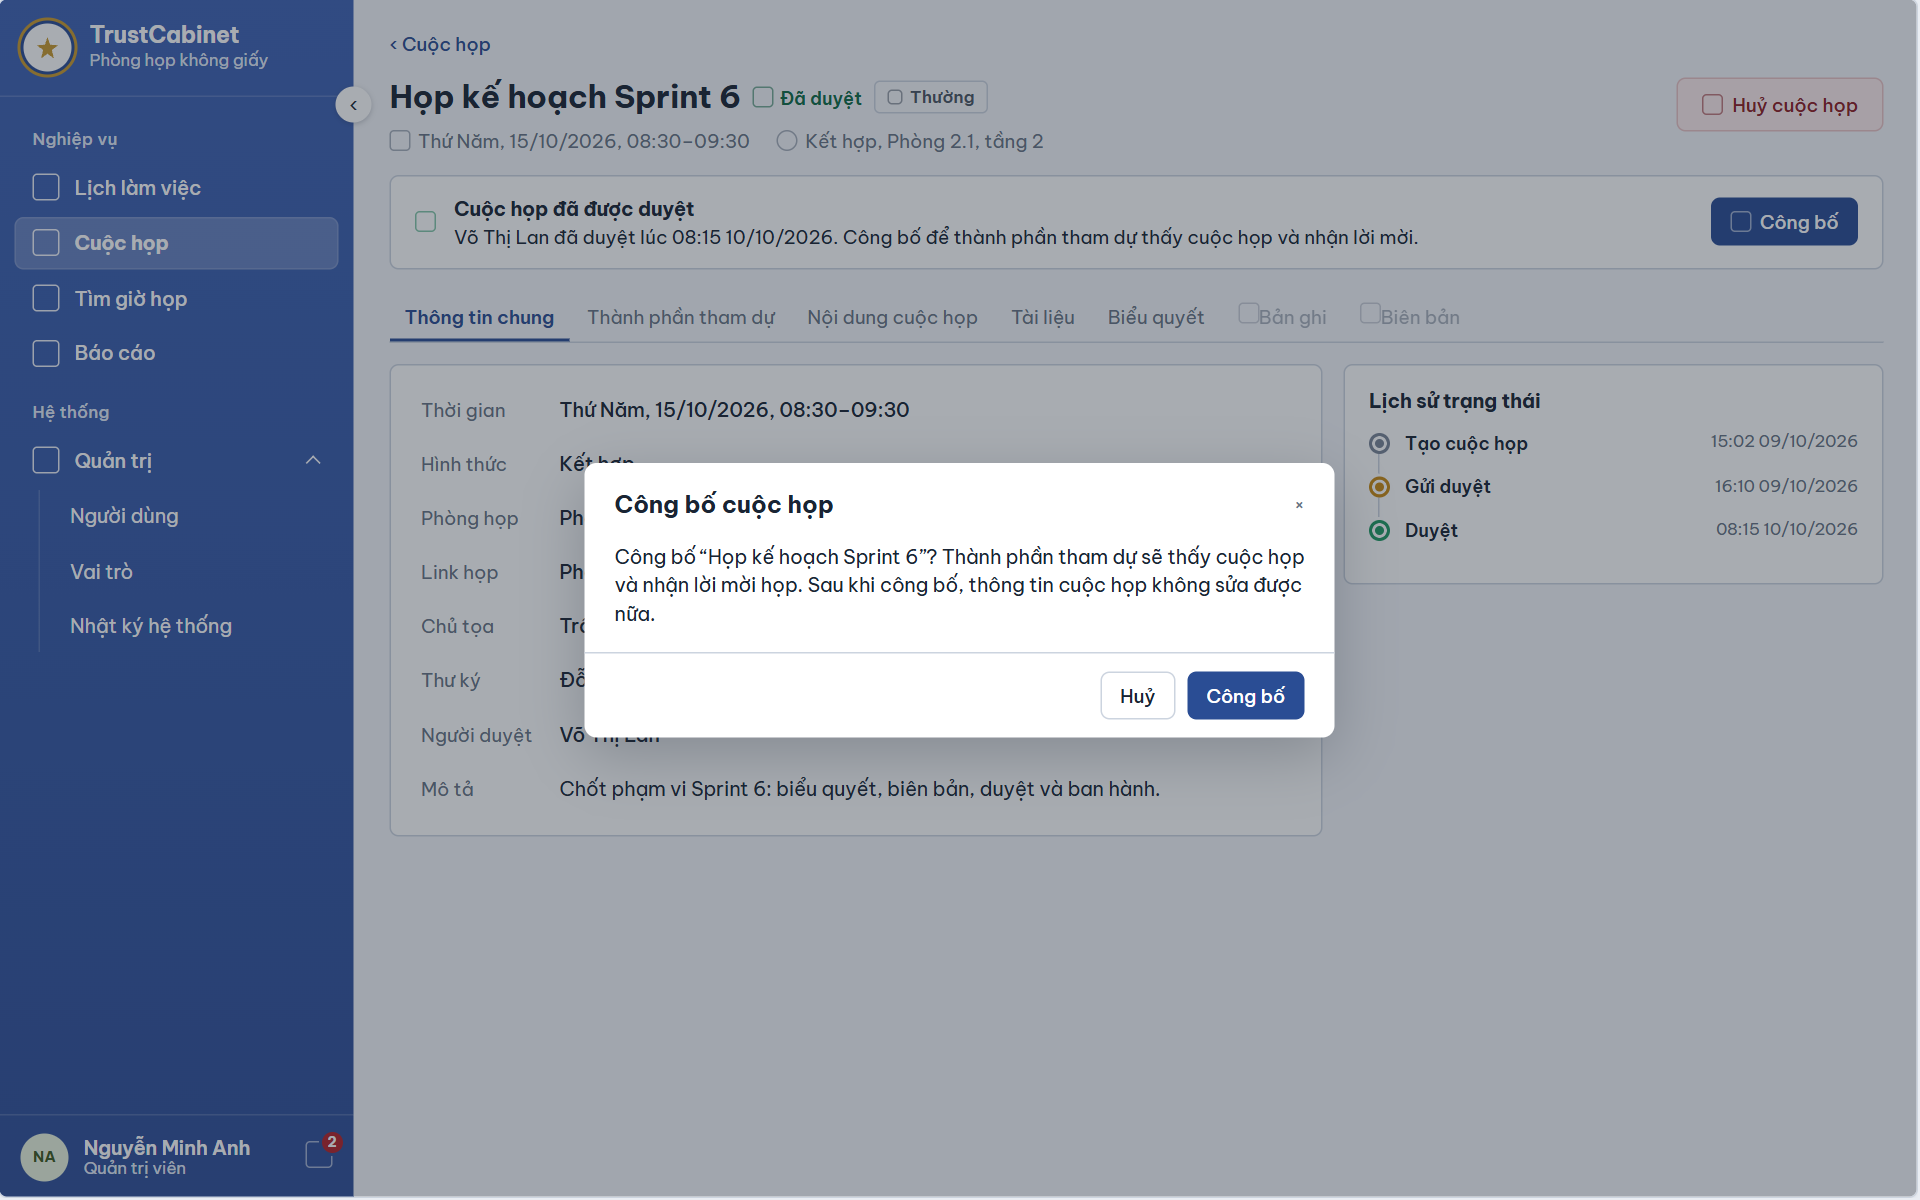 TrustCabinet
Phòng họp không giấy
Nghiệp vụ
Lịch làm việc
Cuộc họp
Tìm giờ họp
Báo cáo
Hệ thống
Quản trị
Người dùng
Vai trò
Nhật ký hệ thống
NA
Nguyễn Minh Anh
Quản trị viên
2
‹ Cuộc họp
Họp kế hoạch Sprint 6
Đã duyệt
Thường
Huỷ cuộc họp
Thứ Năm, 15/10/2026, 08:30–09:30
Kết hợp, Phòng 2.1, tầng 2
Cuộc họp đã được duyệt
Võ Thị Lan đã duyệt lúc 08:15 10/10/2026. Công bố để thành phần tham dự thấy cuộc họp và nhận lời mời.
Công bố
Thông tin chung
Thành phần tham dự
Nội dung cuộc họp
Tài liệu
Biểu quyết
Bản ghi
Biên bản
Thời gian
Thứ Năm, 15/10/2026, 08:30–09:30
Hình thức
Kết hợp
Phòng họp
Ph
Link họp
Ph
Chủ tọa
Thư ký
Đỗ
Người duyệt
Võ Thị Lan
Mô tả
Chốt phạm vi Sprint 6: biểu quyết, biên bản, duyệt và ban hành.
Lịch sử trạng thái
Tạo cuộc họp
15:02 09/10/2026
Gửi duyệt
16:10 09/10/2026
Duyệt
08:15 10/10/2026
Công bố cuộc họp
×
Công bố “Họp kế hoạch Sprint 6”? Thành phần tham dự sẽ thấy cuộc họp
và nhận lời mời họp. Sau khi công bố, thông tin cuộc họp không sửa được
nữa.
Huỷ
Công bố